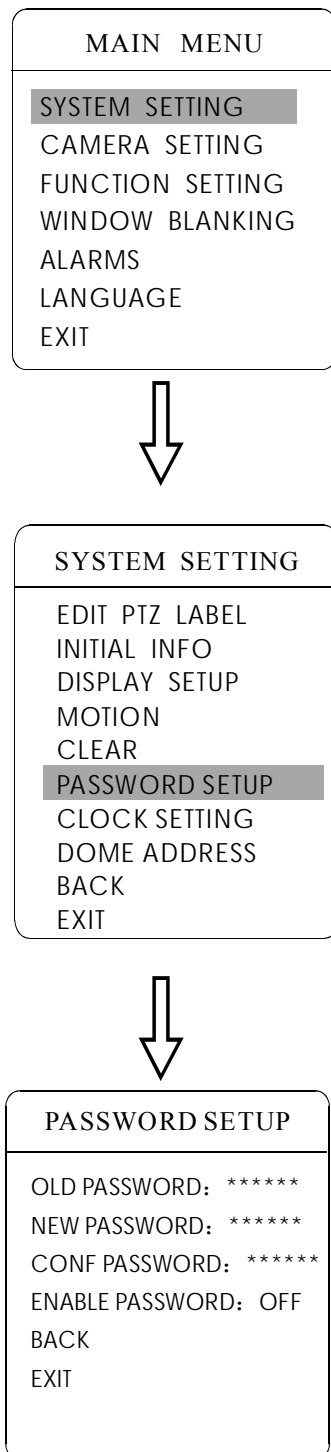 MAIN MENU
SYSTEM SETTING
CAMERA SETTING
FUNCTION SETTING
WINDOW BLANKING
ALARMS
LANGUAGE
EXIT
SYSTEM SETTING
EDIT PTZ LABEL
INITIAL INFO
DISPLAY SETUP
MOTION
CLEAR
PASSWORD SETUP
CLOCK SETTING
DOME ADDRESS
BACK
EXIT
PASSWORD SETUP
OLD PASSWORD：******
NEW PASSWORD：******
CONF PASSWORD：******
ENABLE PASSWORD：OFF
BACK
EXIT